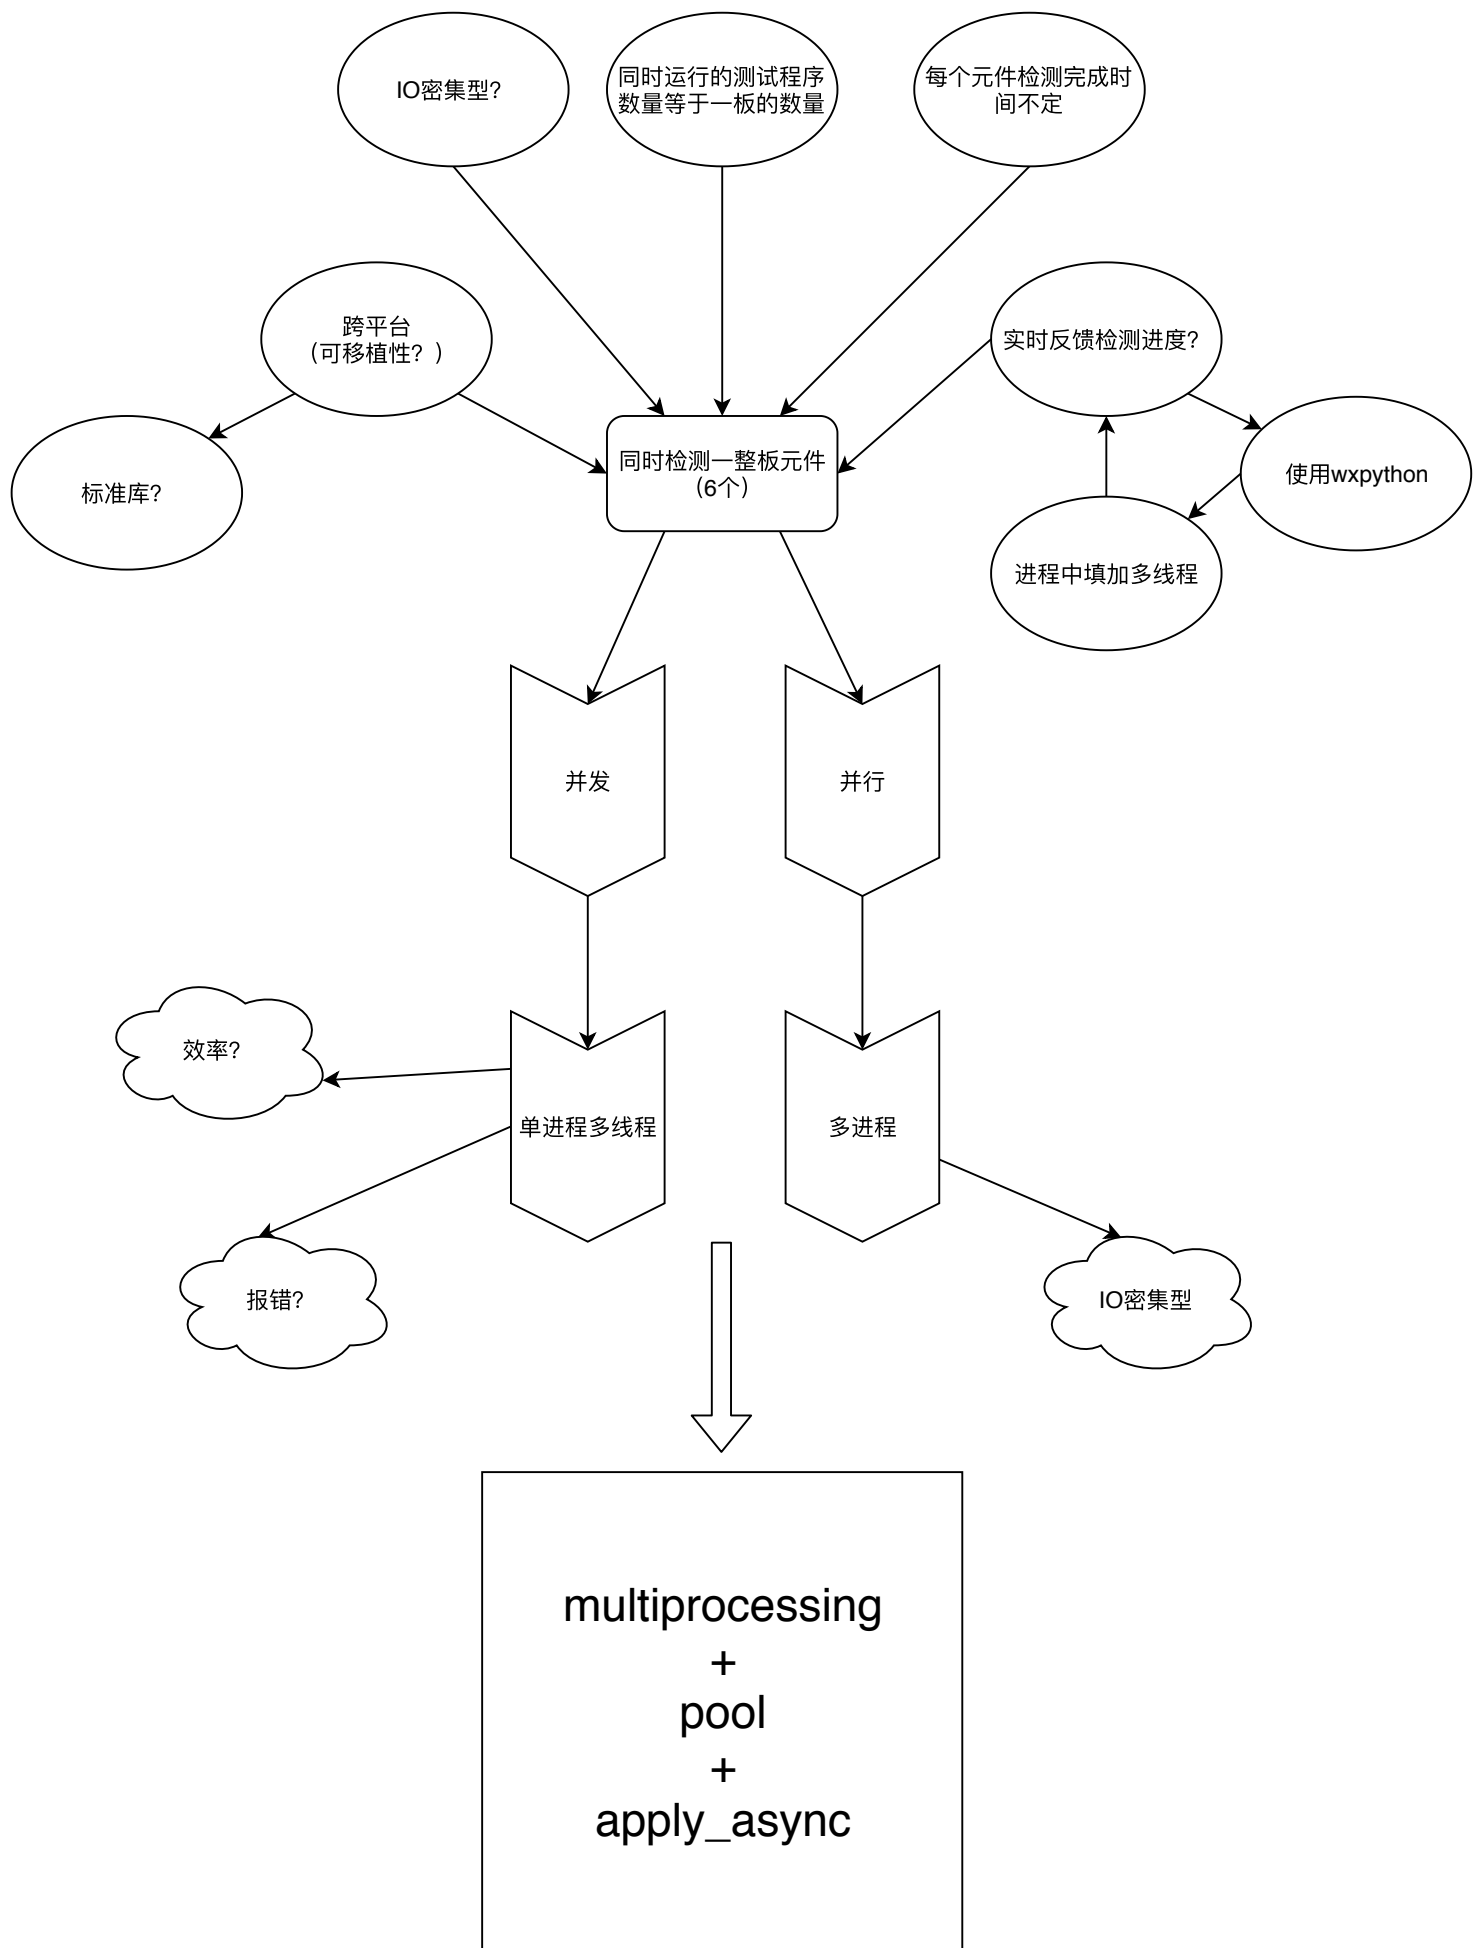 IO密集型？
同时运行的测试程序
数量等于一板的数量
每个元件检测完成时
间不定
跨平台
（可移植性？）
实时反馈检测进度？
标准库？
同时检测一整板元件
（6个）
使用wxpython
进程中填加多线程
并发
并行
效率？
单进程多线程
多进程
报错？
IO密集型
multiprocessing
+
pool
+
apply_async